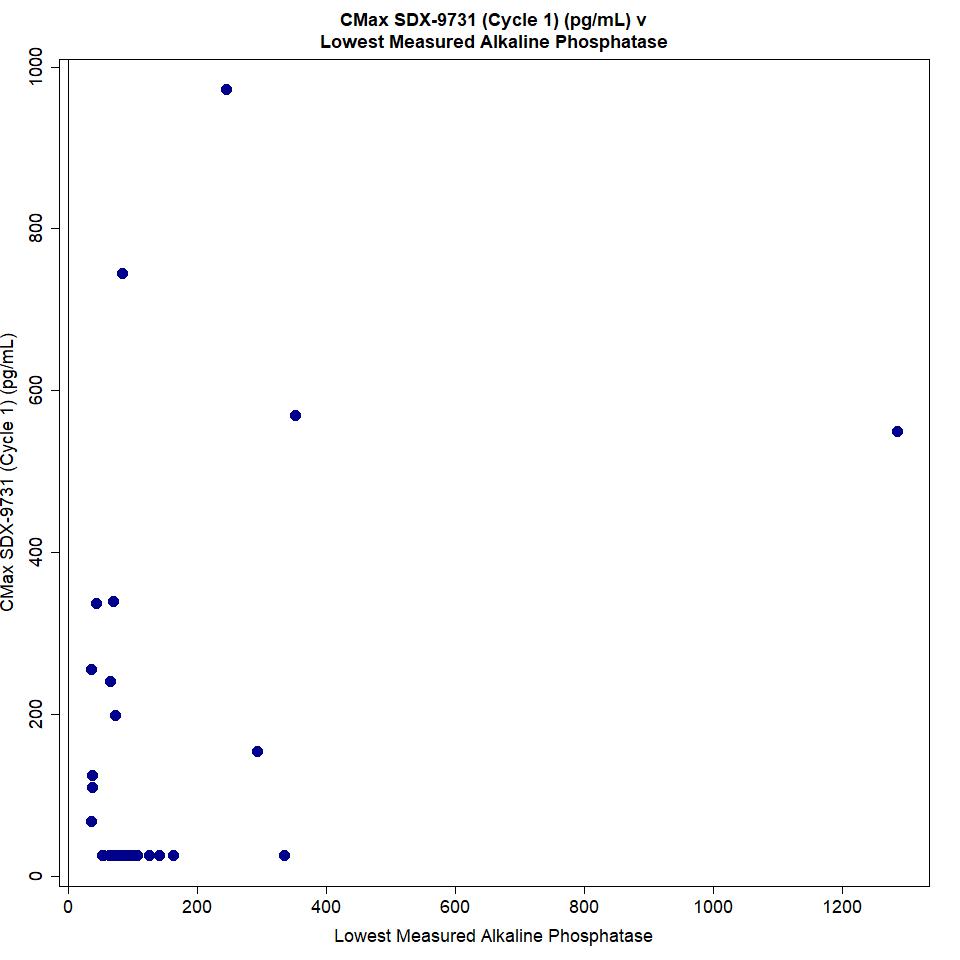 CMax SDX-9731 (Cycle 1) (pg/mL) v
Lowest Measured Alkaline Phosphatase
1000
800
600
400
200
0
CMax SDX-9731 (Cycle 1) (pg/mL)
0 200 400 600 800 1000 1200
Lowest Measured Alkaline Phosphatase